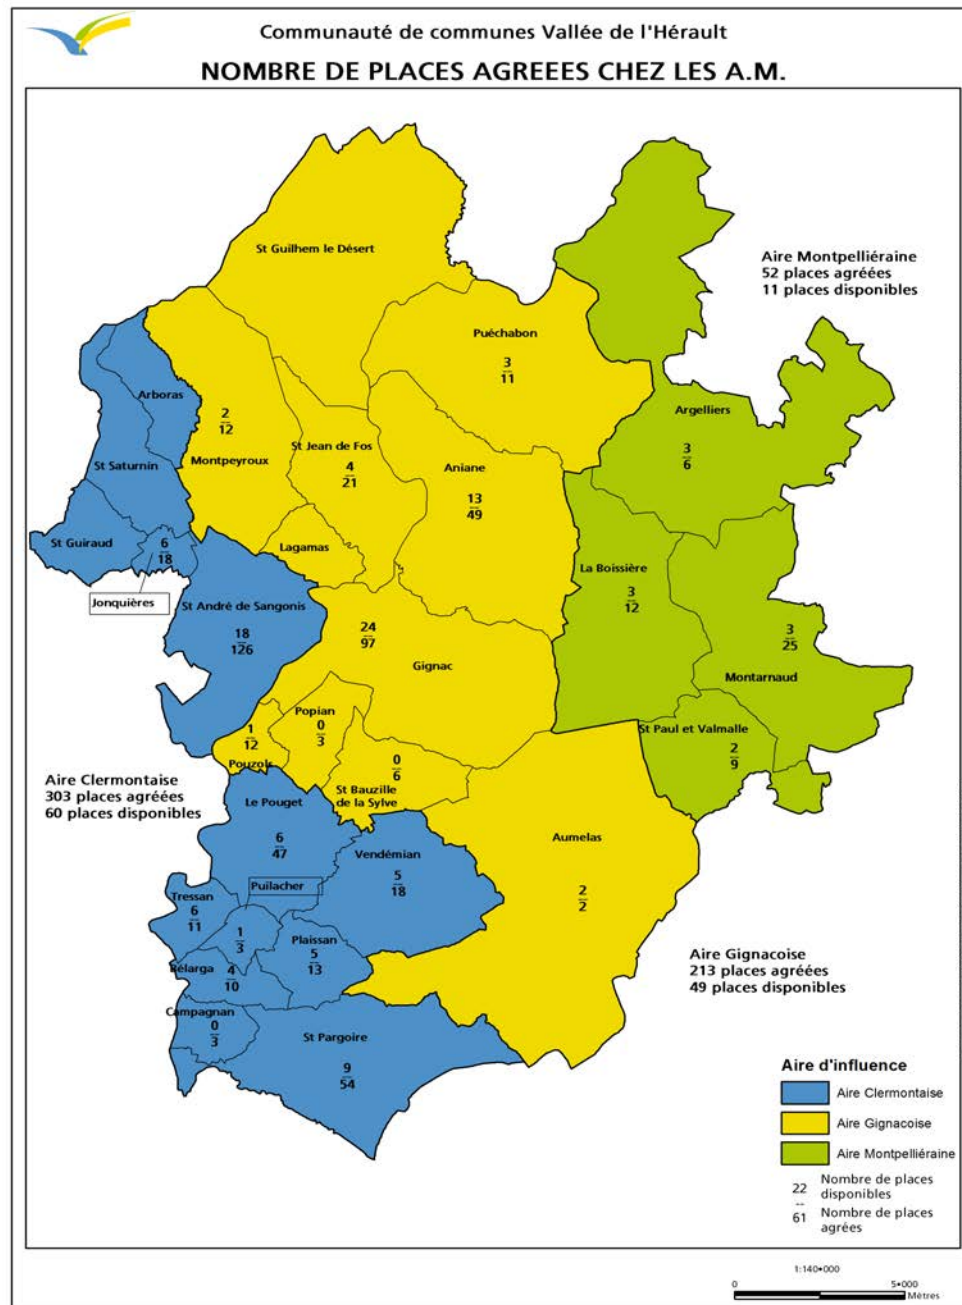 Communauté de communes Vallée de l'Hérault
NOMBRE DE PLACES AGREEES CHEZ LES A.M.
St Guilhem le Désert
Aire Montpelliéraine
52 places agréées
11 places disponibles
Puéchabon
3
--
11
Arboras
Argelliers
3
--
6
2
--
12
Montpeyroux
St Jean de Fos
4
--
21
Aniane
13
--
49
St Saturnin
St Guiraud
6
--
18
Jonquières
Lagamas
La Boissière
3
--
12
St André de Sangonis
18
--
126
24
--
97
Gignac
3
--
25
Montarnaud
Popian
0
--
3
1
--
12
Pouzols
St Paul et Valmalle
2
--
9
0
--
6
St Bauzille
de la Sylve
Aire Clermontaise
303 places agréées
60 places disponibles
Le Pouget
6
--
47
Vendémian
5
--
18
Aumelas
2
--
2
Puilacher
1
--
3
Tressan
6
--
11
Plaissan
5
--
13
Bélarga
4
--
10
Campagnan
0
--
3
St Pargoire
9
--
54
Aire Gignacoise
213 places agréées
49 places disponibles
Aire d'influence
Aire Clermontaise
Aire Gignacoise
Aire Montpelliéraine
22
--
61
Nombre de places
disponibles
Nombre de places
agrées
1:140•000
0
5•000
Mètres